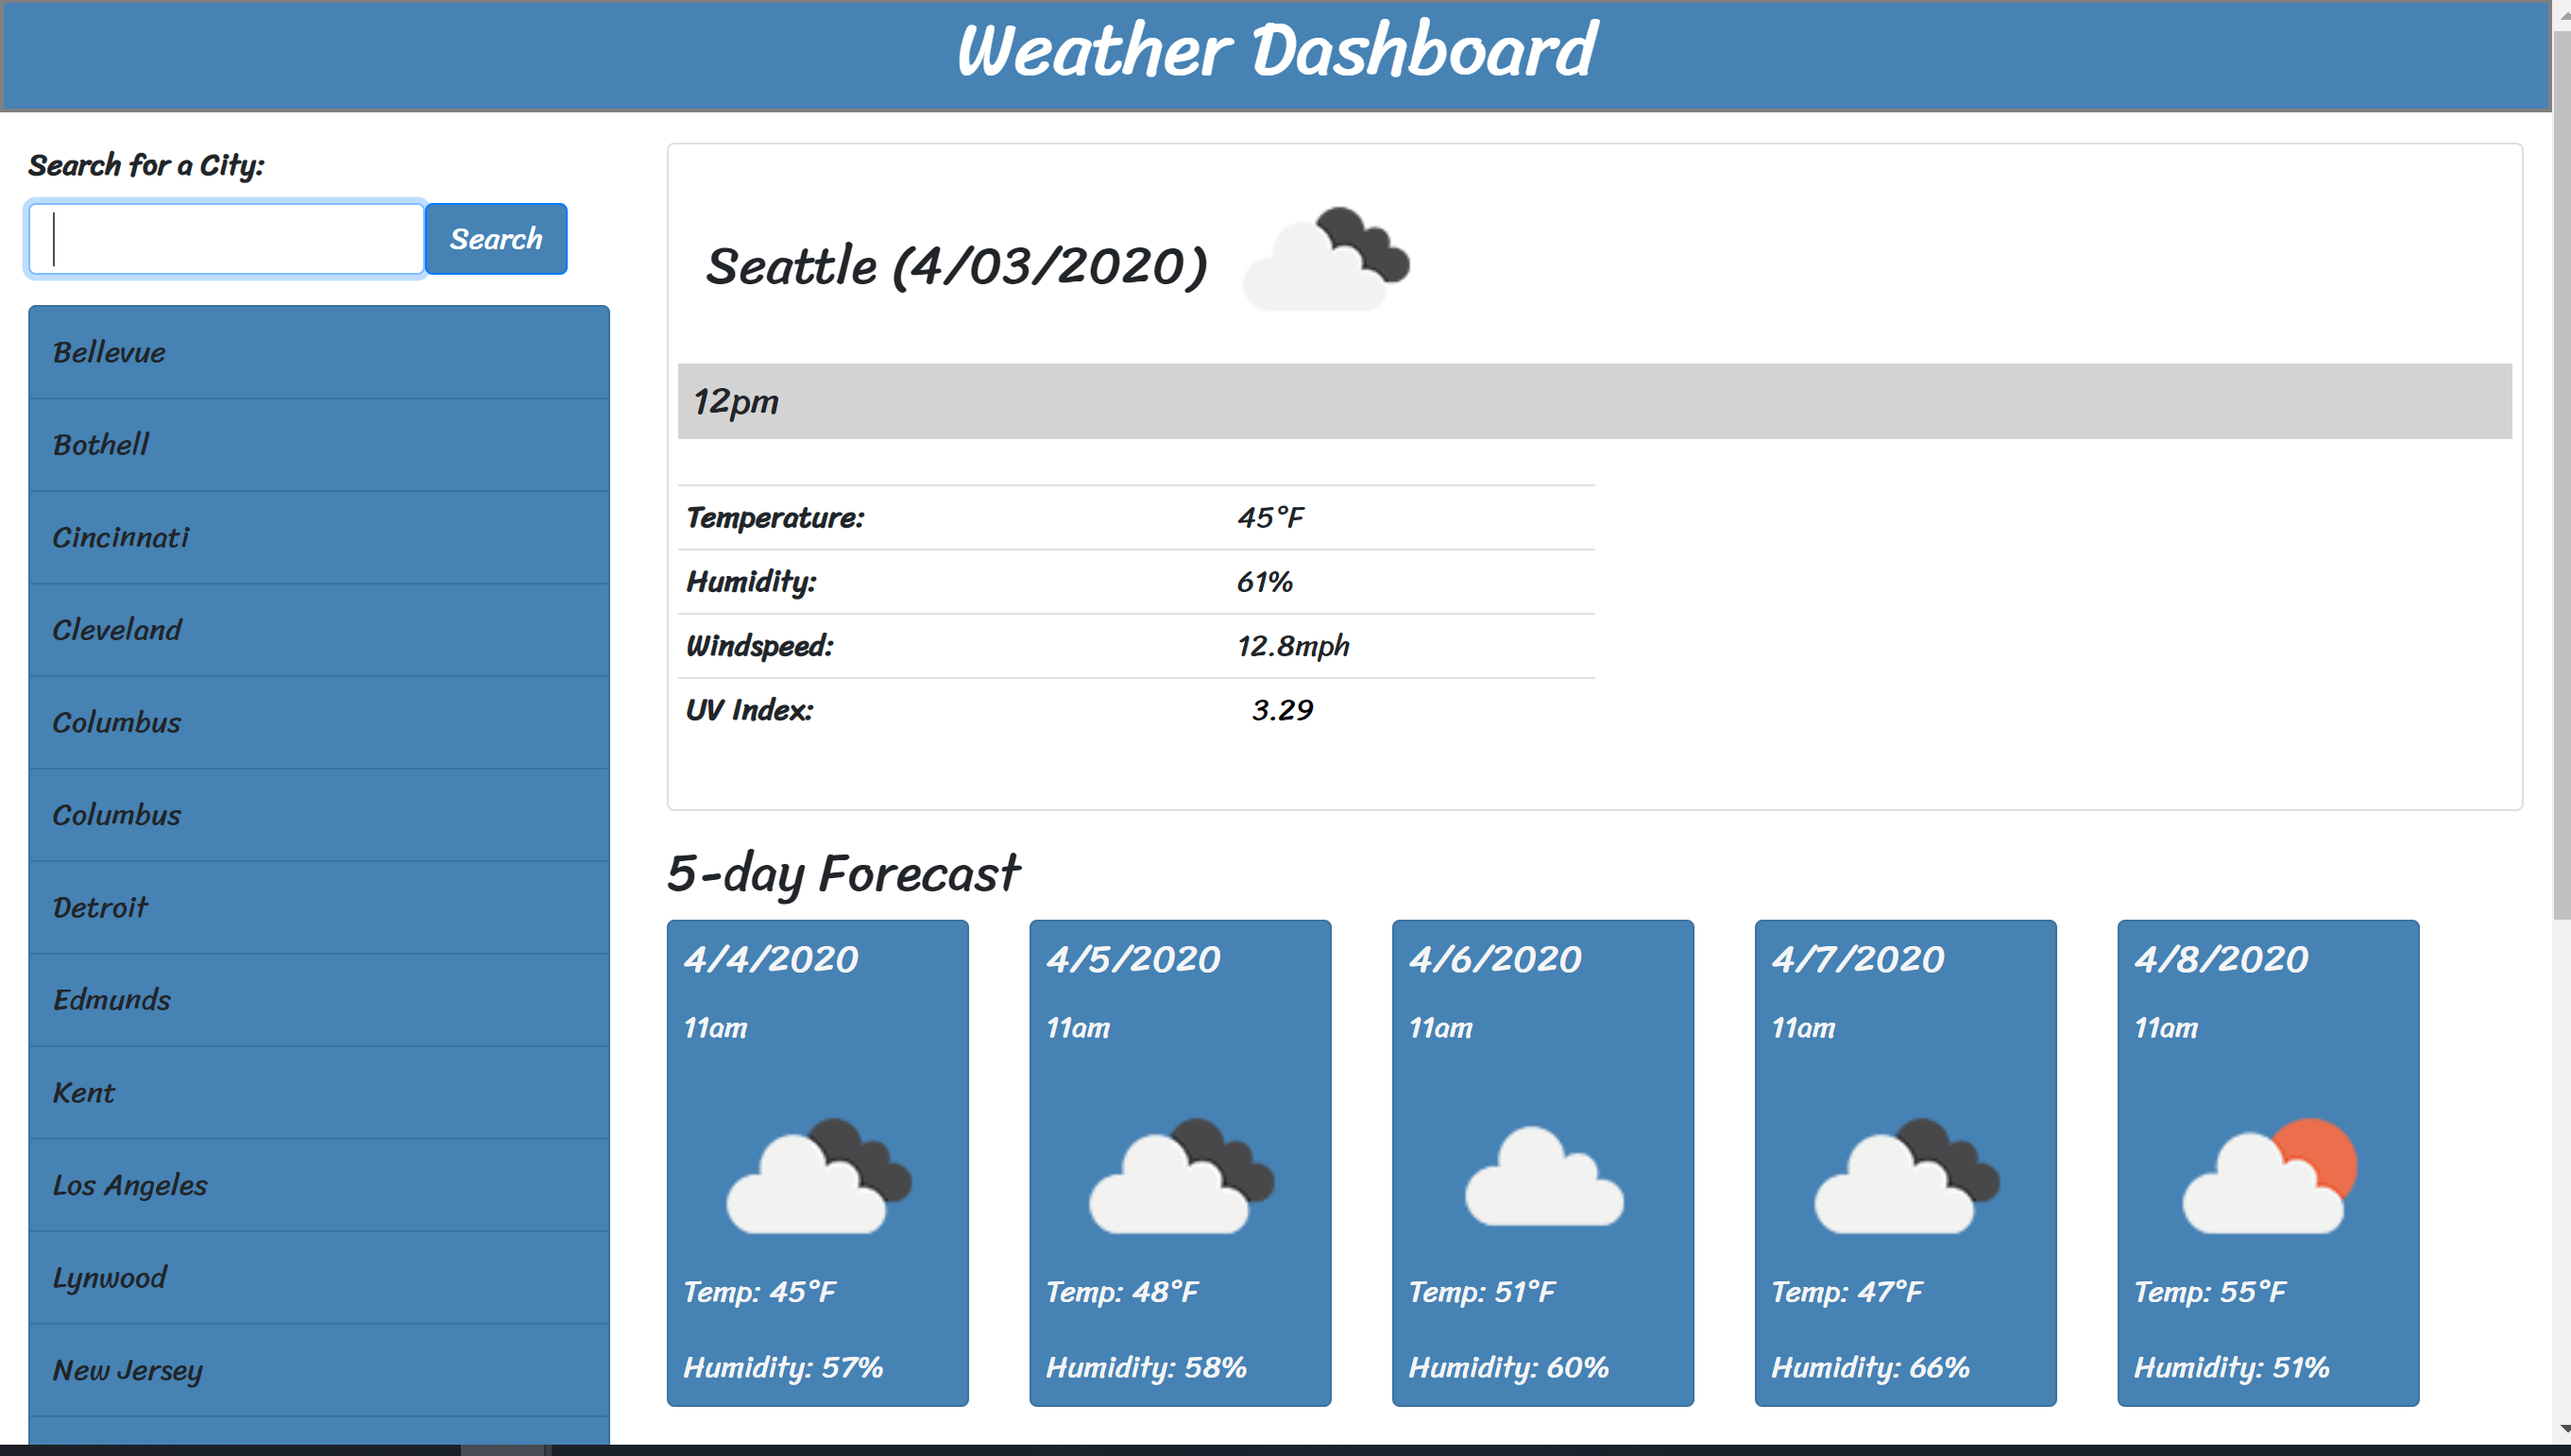 Weather Dashboard
Search for a City:
Search
Bellevue
Bothell
Cincinnati
Cleveland
Columbus
Columbus
Detroit
Edmunds
Kent
Los Angeles
Lynwood
New Jersey
Seattle (4/03/2020)
12pm
Temperature: 45°F
Humidity: 61%
Windspeed: 12.8mph
UV Index: 3.29
5-day Forecast
4/4/2020
11am
Temp: 45°F
Humidity: 57%
4/5/2020
11am
Temp: 48°F
Humidity: 58%
4/6/2020
11am
Temp: 51°F
Humidity: 60%
4/7/2020
11am
Temp: 47°F
Humidity: 66%
4/8/2020
11am
Temp: 55°F
Humidity: 51%